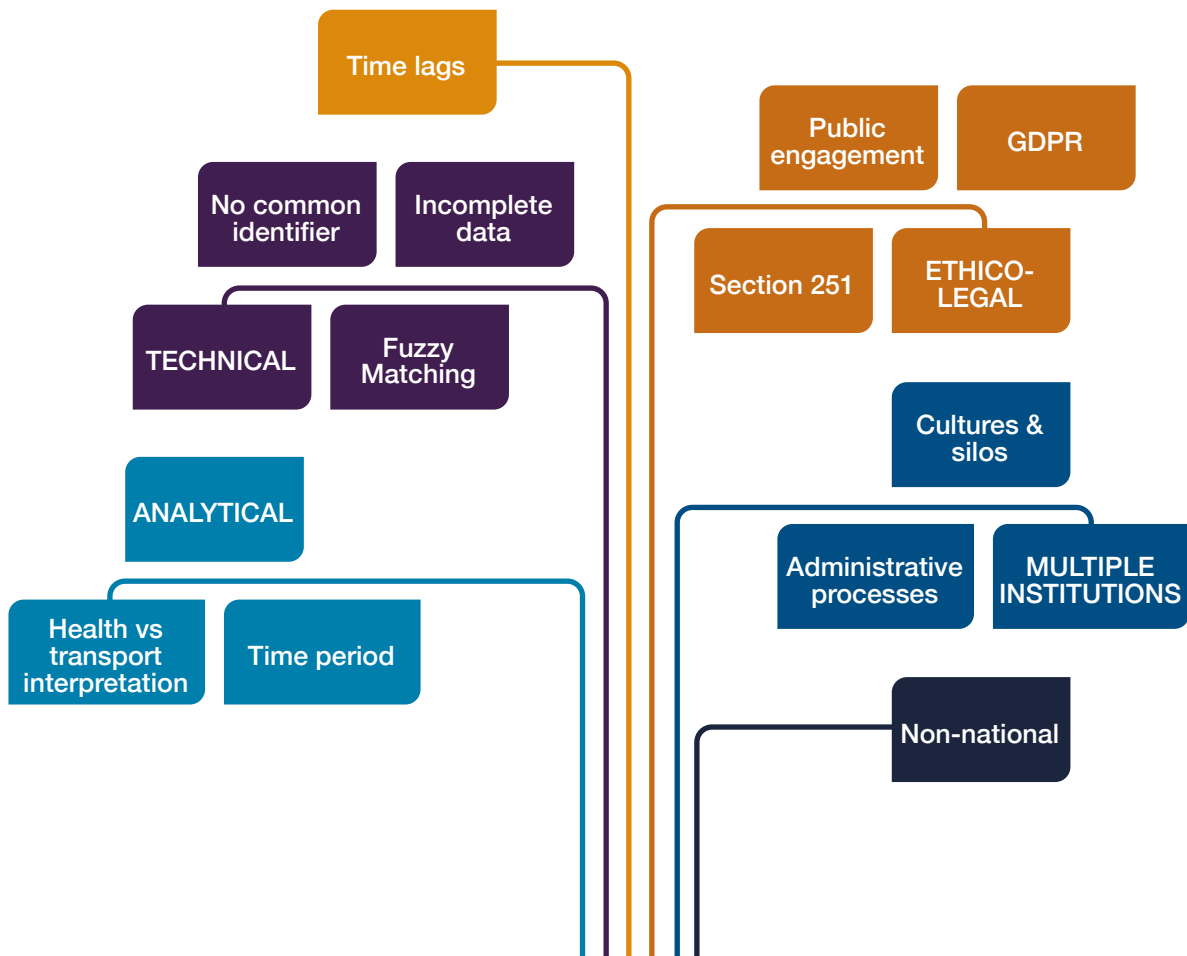 Time lags
Public
engagement
GDPR
No common
identifier
Incomplete
data
Section 251
ETHICO-
LEGAL
TECHNICAL
Fuzzy
Matching
Cultures &
silos
ANALYTICAL
Administrative
processes
MULTIPLE
INSTITUTIONS
Health vs
transport
interpretation
Time period
Non-national